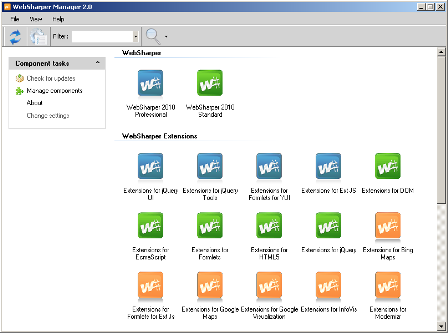 WebSharper Manager 2.0
File View Help
Filter:
Component tasks
Check for updates
Manage components
About
Change settings
WebSharper
WebSharper 2010
Professional
WebSharper 2010
Standard
WebSharper Extensions
Extensions for jQuery
UI
Extensions for jQuery
Tools
Extensions for
Formlets for YUI
Extensions for ExtJS
Extensions for DOM
Extensions for
EcmaScript
Extensions for
Formlets
Extensions for
HTML5
Extensions for jQuery
Extensions for Bing
Maps
Extensions for
Formlets for Ext Js
Extensions for Google
Maps
Extensions for Google
Visualization
Extensions for InfoVis
Extensions for
Modernizr